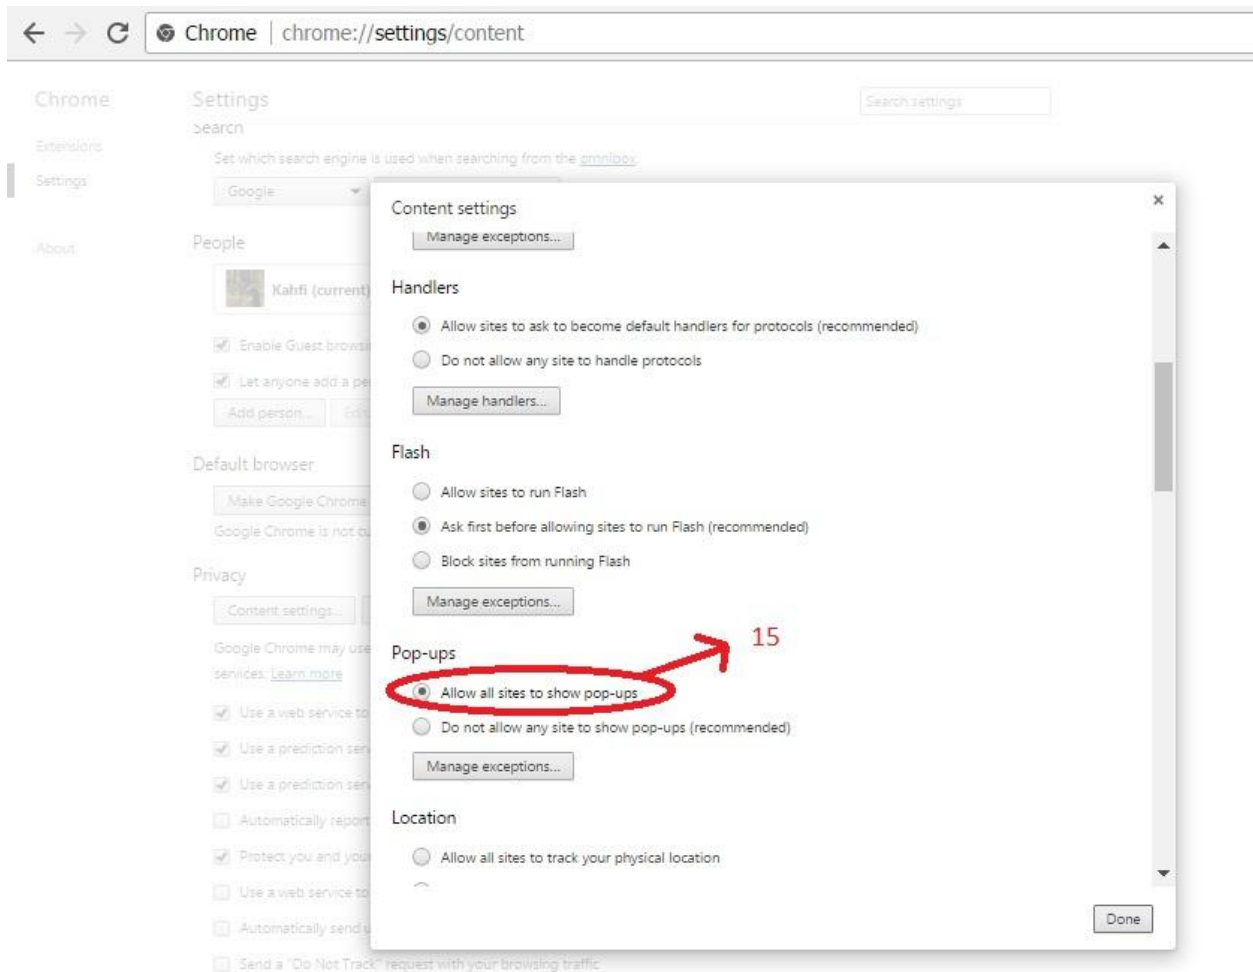 Chrome | chrome://settings/content
Chrome
Settings
Search settings
Extensions
Search
Settings
Set which search engine is used when searching from the omnibox.
Google
About
People
Kahfi (current)
Enable Guest browsi
Let anyone add a pe
Add person...
Default browser
Make Google Chrome
Google Chrome is not cu
Privacy
Content settings...
Google Chrome may use
services. Learn more
Use a web service to
Use a prediction serv
Use a prediction serv
Automatically report
Protect you and your
Use a web service to
Automatically send
Send a "Do Not Track" request with your browsing traffic
Content settings
×
Manage exceptions...
Handlers
Allow sites to ask to become default handlers for protocols (recommended)
Do not allow any site to handle protocols
Manage handlers...
Flash
Allow sites to run Flash
Ask first before allowing sites to run Flash (recommended)
Block sites from running Flash
Manage exceptions...
15
Pop-ups
Allow all sites to show pop-ups
Do not allow any site to show pop-ups (recommended)
Manage exceptions...
Location
Allow all sites to track your physical location
Done